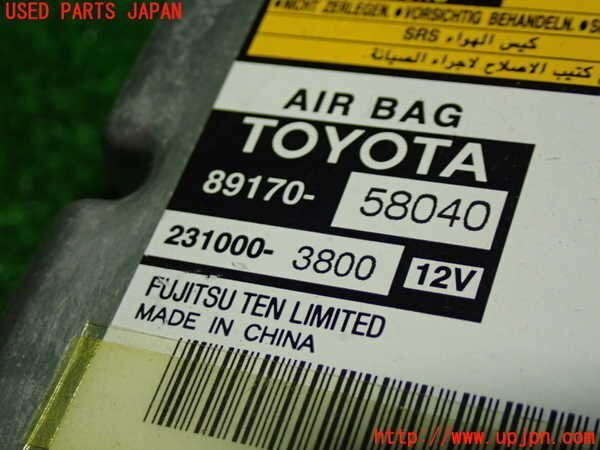 USED PARTS JAPAN
•NICHT ZERLEGEN. •VORSICHTIG BEHANDELN.
SRS كيس الهواء
كتيب الاصلاح لاجراء الصيانة.
AIR BAG
TOYOTA
89170- 58040
231000- 3800 12V
FUJITSU TEN LIMITED
MADE IN CHINA
http://www.upjpn.com/